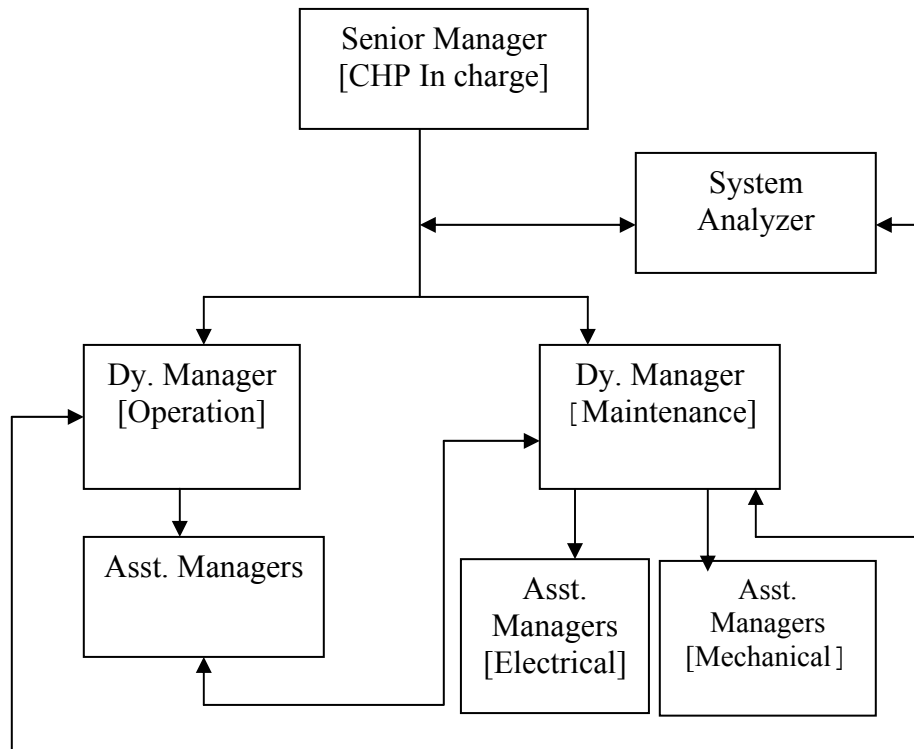 Senior Manager
[CHP In charge]
System
Analyzer
Dy. Manager
[Operation]
Dy. Manager
[Maintenance]
Asst. Managers
Asst.
Managers
[Electrical]
Asst.
Managers
[Mechanical]